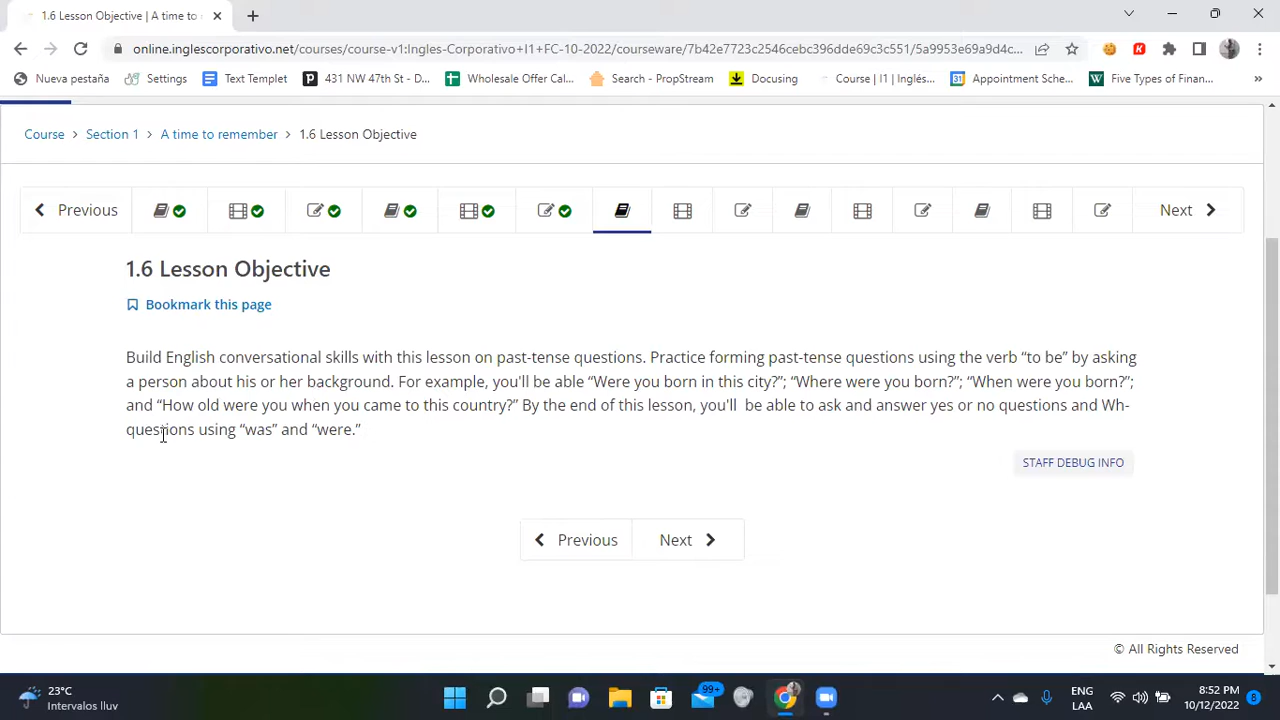 1.6 Lesson Objective | A time to
online.inglescorporativo.net/courses/course-v1:Ingles-Corporativo+I1+FC-10-2022/courseware/7b42e7723c2546cebc396dde69c3c551/5a9953e69a9d4c...
Nueva pestaña Settings Text Templet 431 NW 47th St - D... Wholesale Offer Cal... Search - PropStream Docusing Course | I1 | Inglés... Appointment Sche... Five Types of Finan...
Course > Section 1 > A time to remember > 1.6 Lesson Objective
Previous Next
1.6 Lesson Objective
Bookmark this page
Build English conversational skills with this lesson on past-tense questions. Practice forming past-tense questions using the verb “to be” by asking
a person about his or her background. For example, you'll be able “Were you born in this city?”; “Where were you born?”; “When were you born?”;
and “How old were you when you came to this country?” By the end of this lesson, you'll be able to ask and answer yes or no questions and Wh-
questions using “was” and “were.”
STAFF DEBUG INFO
Previous Next
© All Rights Reserved
23°C
Intervalos lluv
99+
ENG
LAA
8:52 PM
10/12/2022
8